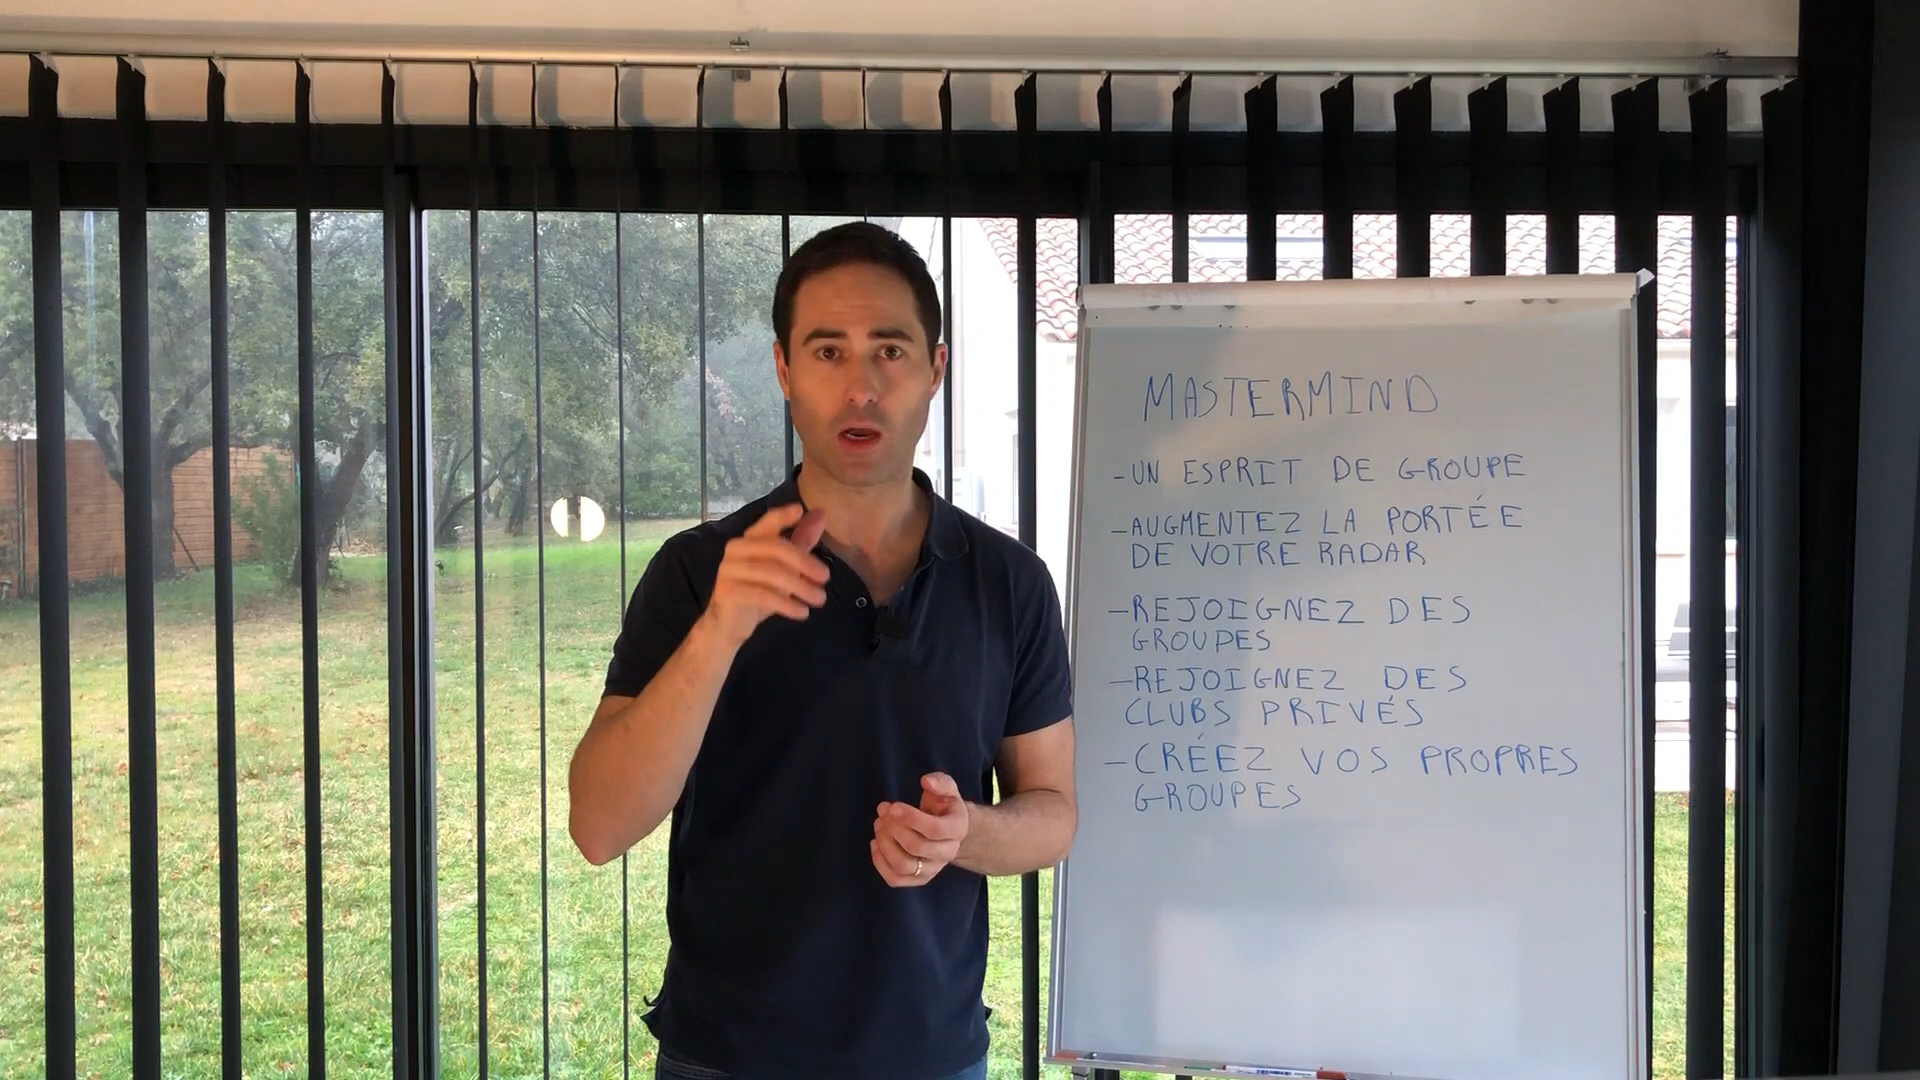 MASTERMIND
-UN ESPRIT DE GROUPE
-AUGMENTEZ LA PORTÉE
DE VOTRE RADAR
-REJOIGNEZ DES
GROUPES
-REJOIGNEZ DES
CLUBS PRIVÉS
-CRÉEZ VOS PROPRES
GROUPES